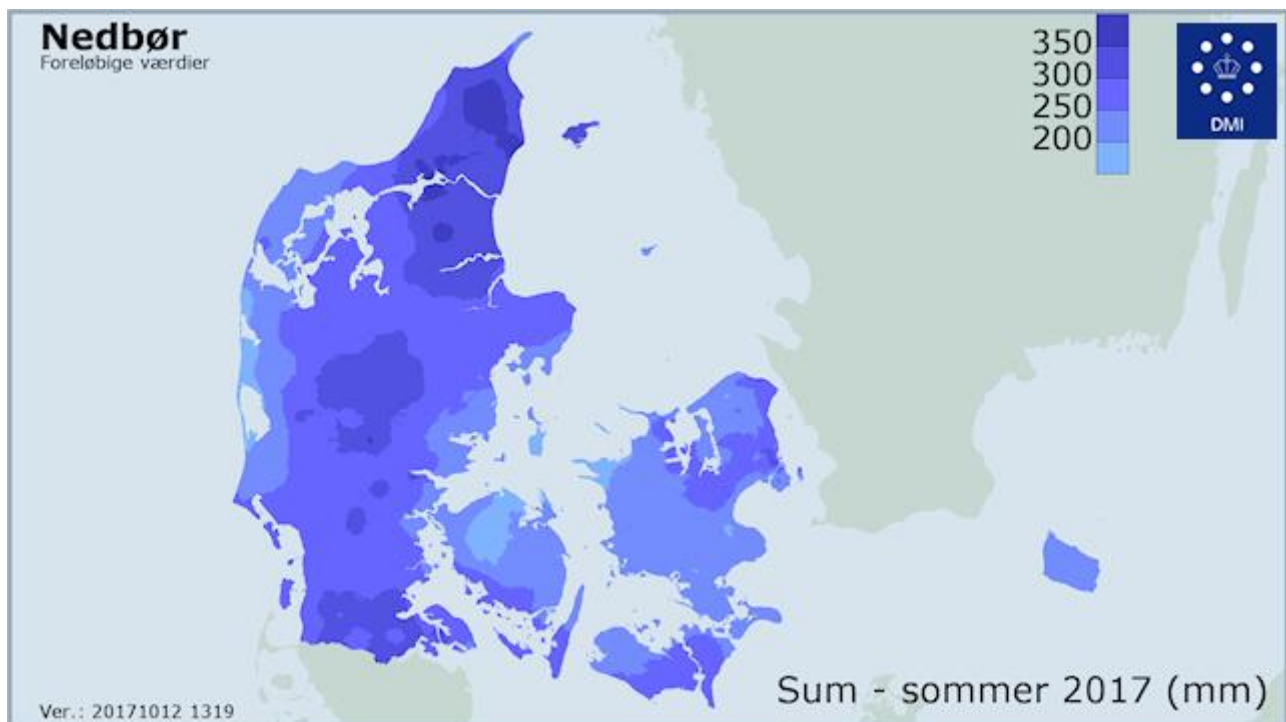 Nedbør
Foreløbige værdier
350
300
250
200
DMI
Sum - sommer 2017 (mm)
Ver.: 20171012 1319